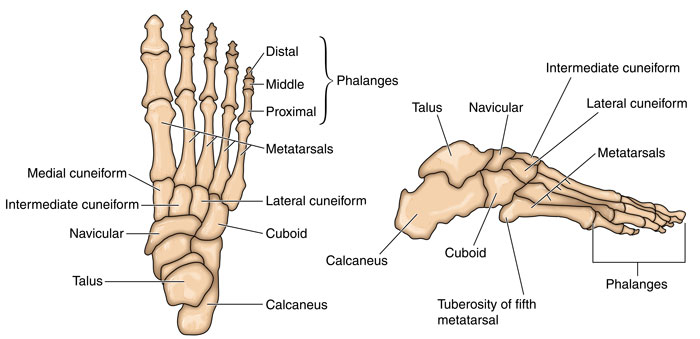 Distal
Middle
Proximal
Phalanges
Metatarsals
Medial cuneiform
Intermediate cuneiform
Lateral cuneiform
Navicular
Cuboid
Talus
Calcaneus
Intermediate cuneiform
Lateral cuneiform
Talus
Navicular
Metatarsals
Calcaneus
Cuboid
Tuberosity of fifth
metatarsal
Phalanges